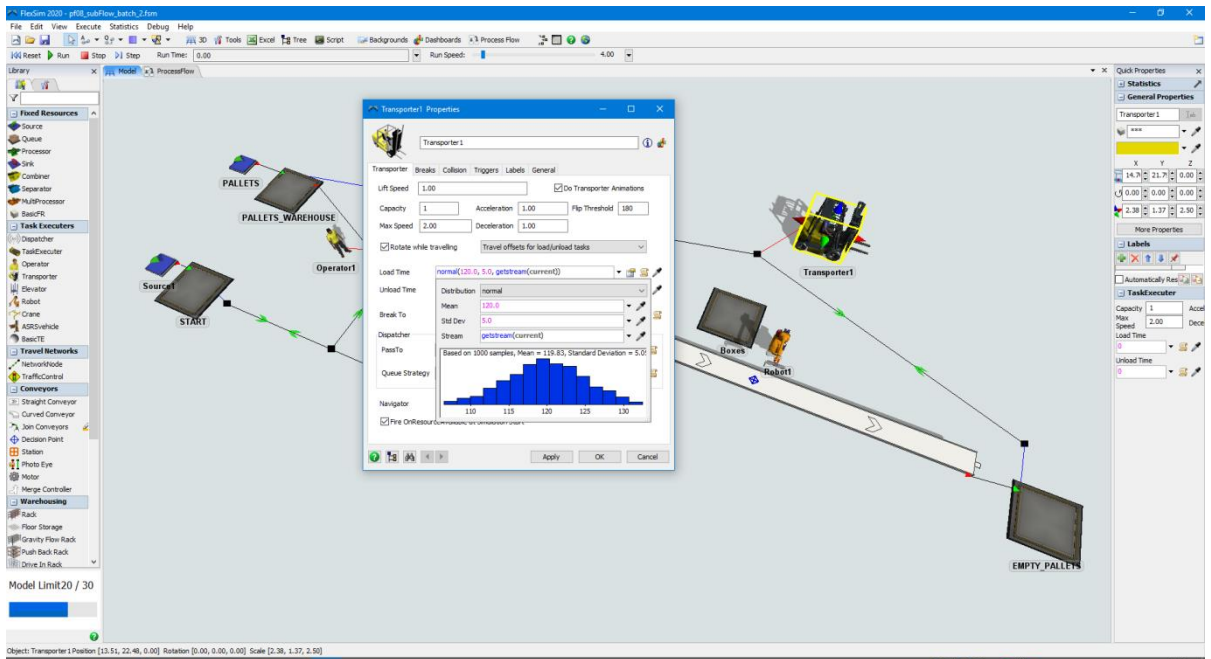 FlexSim 2020 - pf08_subFlow_batch_2.fsm
File Edit View Execute Statistics Debug Help
3D Tools Excel Tree Script Backgrounds Dashboards Process Flow
Reset Run Stop Step Run Time: 0.00 Run Speed: 4.00
Library
Model ProcessFlow
Fixed Resources
Source
Queue
Processor
Sink
Combiner
Separator
MultiProcessor
BasicFR
Task Executers
Dispatcher
TaskExecuter
Operator
Transporter
Elevator
Robot
Crane
ASRSvehicle
BasicTE
Travel Networks
NetworkNode
TrafficControl
Conveyors
Straight Conveyor
Curved Conveyor
Join Conveyors
Decision Point
Station
Photo Eye
Motor
Merge Controller
Warehousing
Rack
Floor Storage
Gravity Flow Rack
Push Back Rack
Drive In Rack
Model Limit20 / 30
PALLETS
PALLETS_WAREHOUSE
Operator1
Source1
START
Transporter1 Properties
Transporter1
Transporter Breaks Collision Triggers Labels General
Lift Speed 1.00 Do Transporter Animations
Capacity 1 Acceleration 1.00 Flip Threshold 180
Max Speed 2.00 Deceleration 1.00
Rotate while travelling Travel offsets for load/unload tasks
Load Time normal(120.0, 5.0, getstream(current))
Unload Time Distribution normal
Mean 120.0
Break To Std Dev 5.0
Dispatcher Stream getstream(current)
PassTo Based on 1000 samples, Mean = 119.83, Standard Deviation = 5.0
Queue Strategy
Navigator 110 115 120 125 130
Fire OnResourceAvailable at Simulation Start
Apply OK Cancel
Transporter1
Boxes
Robot1
EMPTY_PALLETS
Quick Properties
Statistics
General Properties
Transporter1
***
X Y Z
14.7 21.7 0.00
0.00 0.00 0.00
2.38 1.37 2.50
More Properties
Labels
Automatically Res
TaskExecuter
Capacity 1 Accel
Max Speed 2.00 Dece
Load Time
0
Unload Time
0
Object: Transporter1 Position [13.51, 22.48, 0.00] Rotation [0.00, 0.00, 0.00] Scale [2.38, 1.37, 2.50]